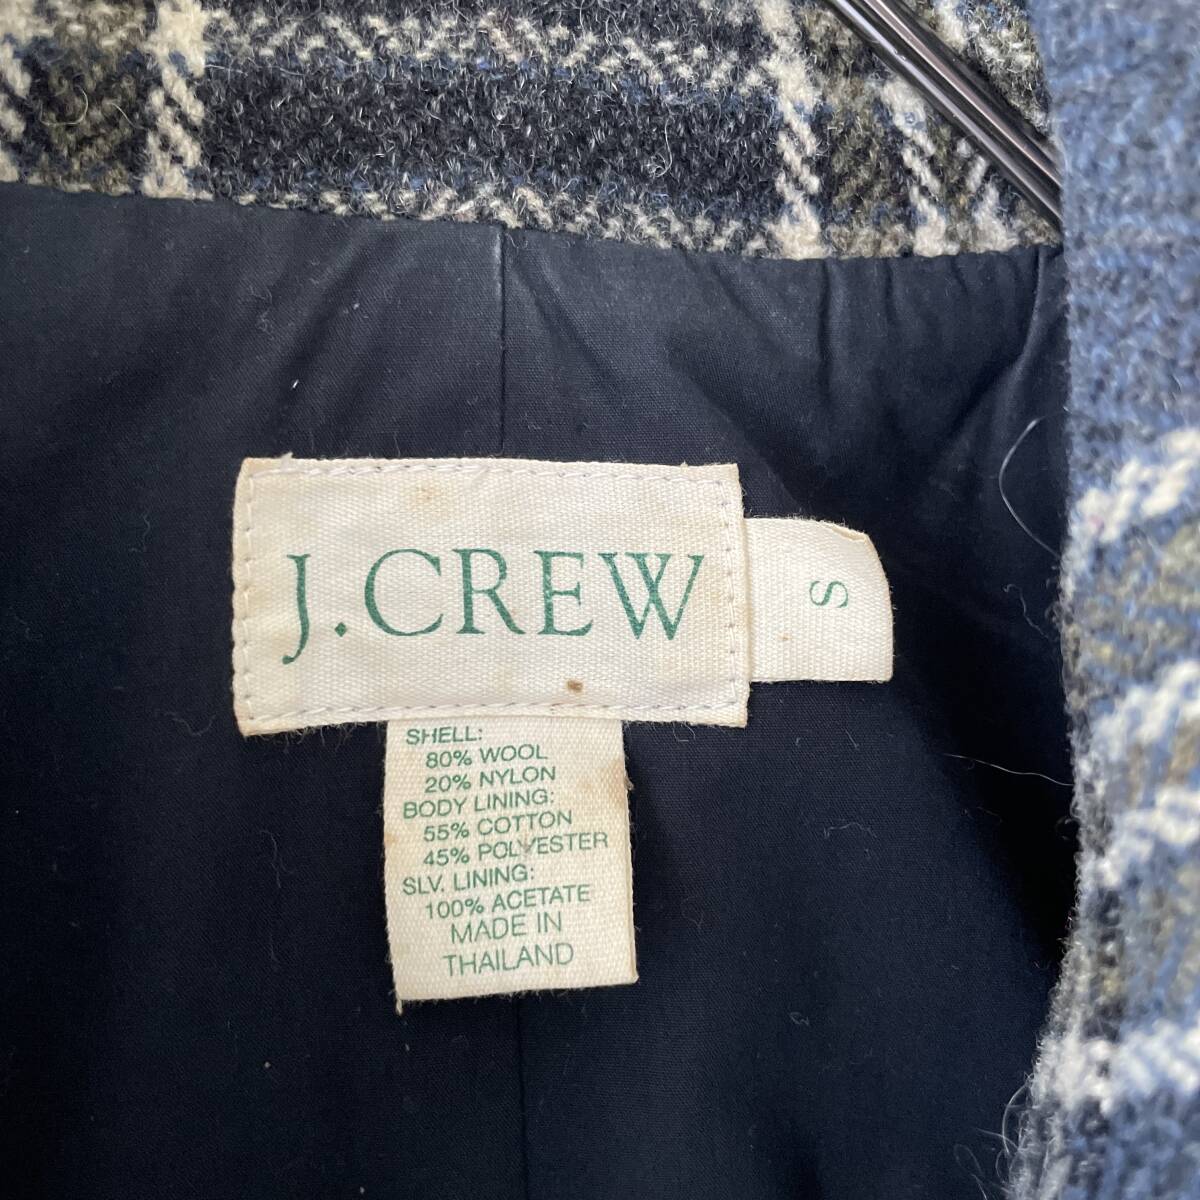 J.CREW
S
SHELL:
80% WOOL
20% NYLON
BODY LINING:
55% COTTON
45% POLYESTER
SLV. LINING:
100% ACETATE
MADE IN
THAILAND